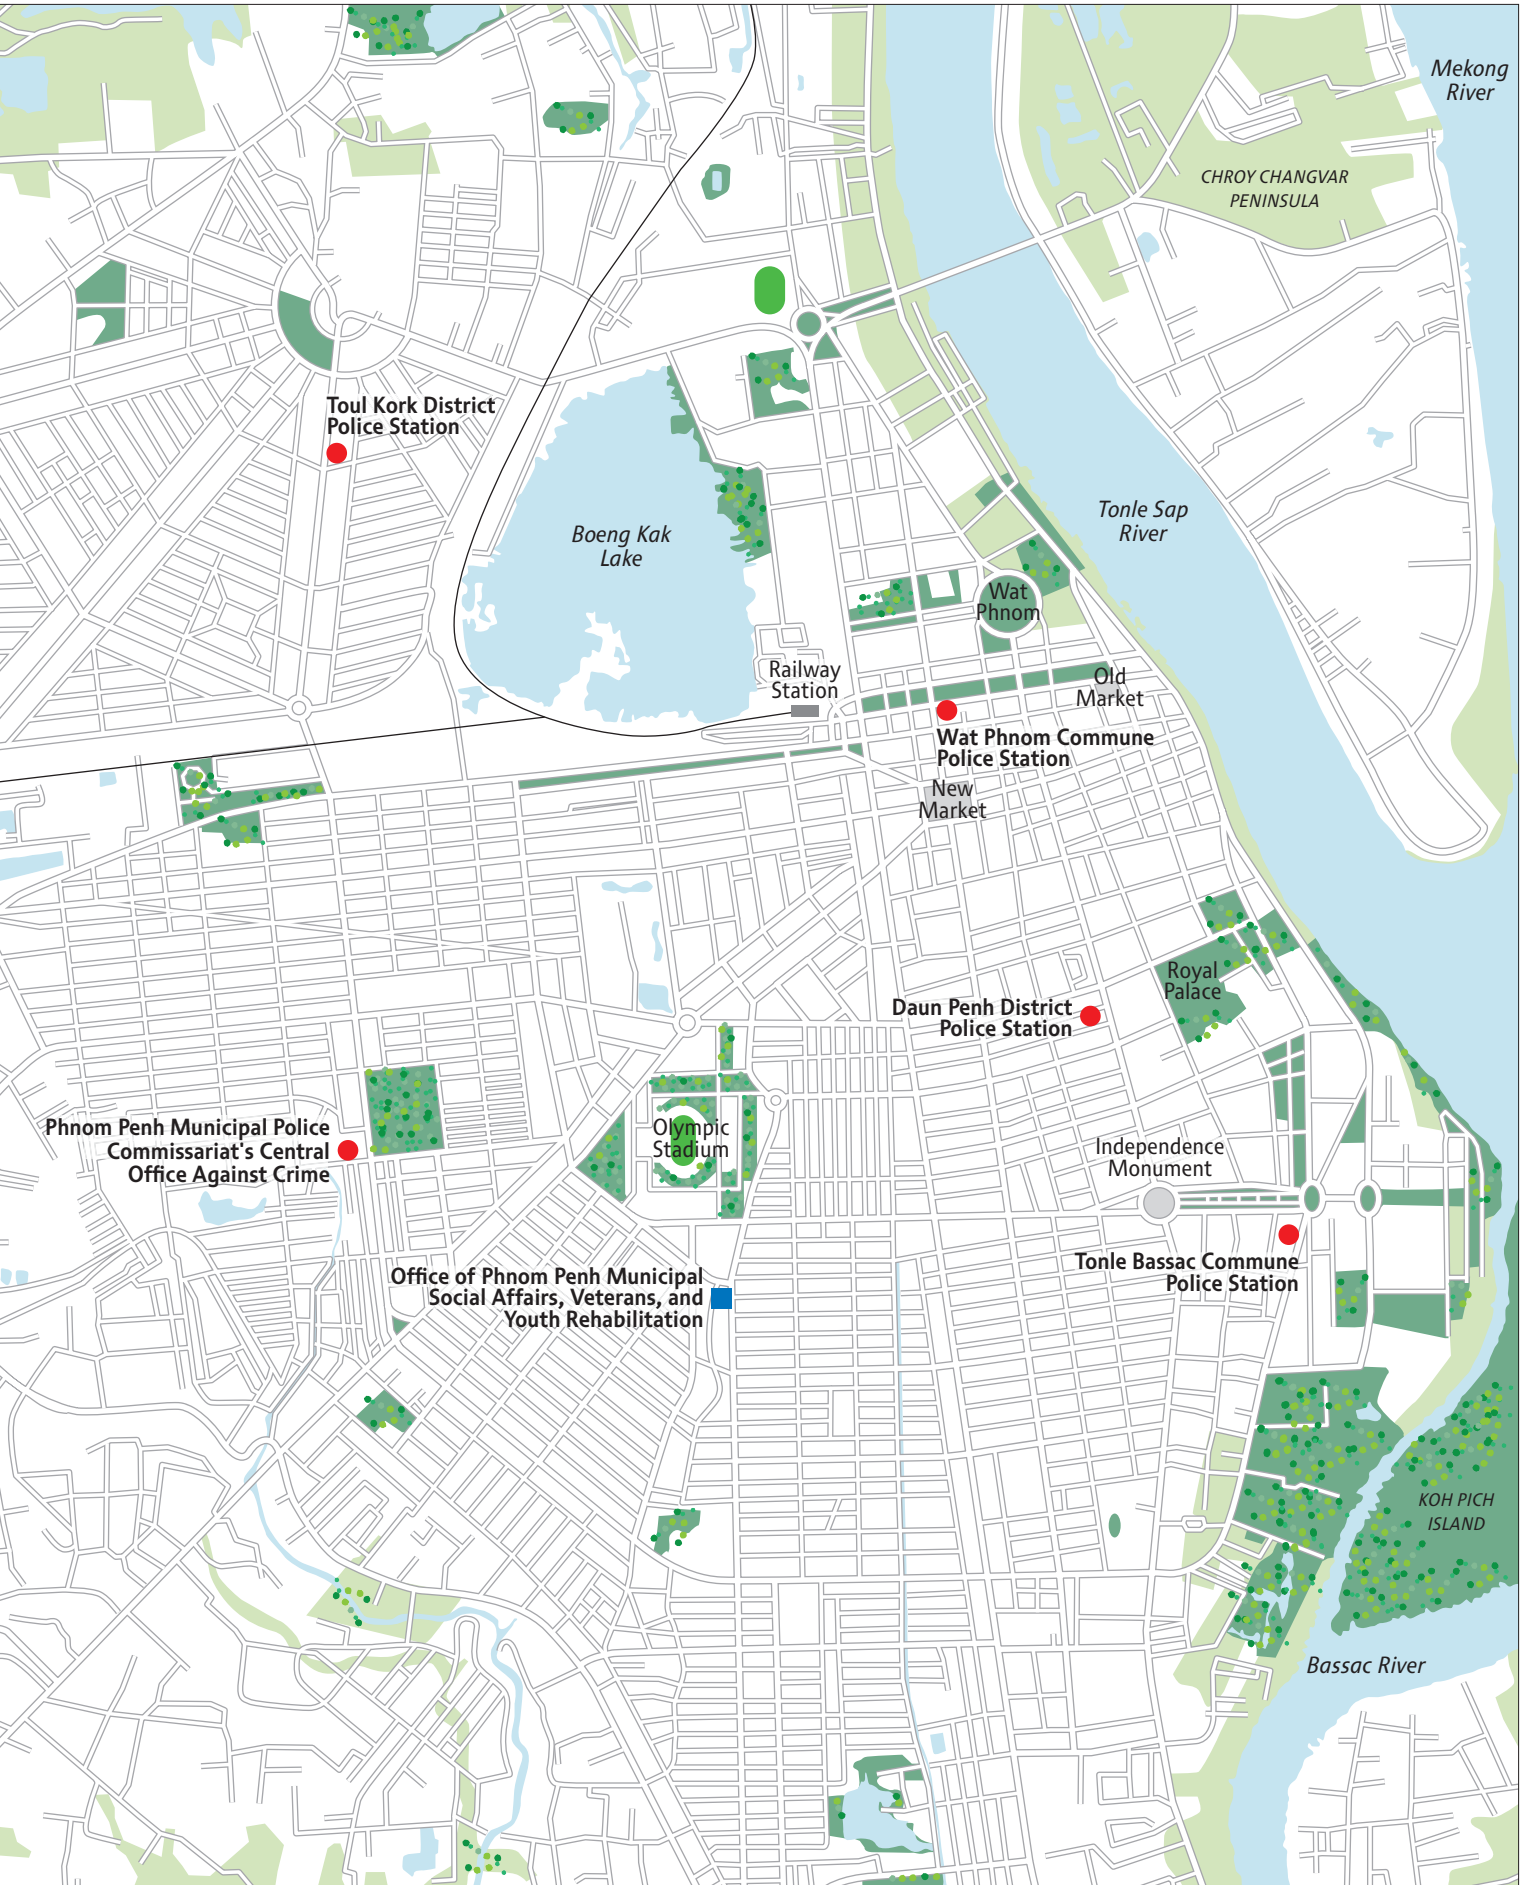 Mekong
River
CHROY CHANGVAR
PENINSULA
Toul Kork District
Police Station
Boeng Kak
Lake
Tonle Sap
River
Wat
Phnom
Railway
Station
Old
Market
Wat Phnom Commune
Police Station
New
Market
Royal
Palace
Daun Penh District
Police Station
Phnom Penh Municipal Police
Commissariat's Central
Office Against Crime
Olympic
Stadium
Independence
Monument
Tonle Bassac Commune
Police Station
Office of Phnom Penh Municipal
Social Affairs, Veterans, and
Youth Rehabilitation
KOH PICH
ISLAND
Bassac River